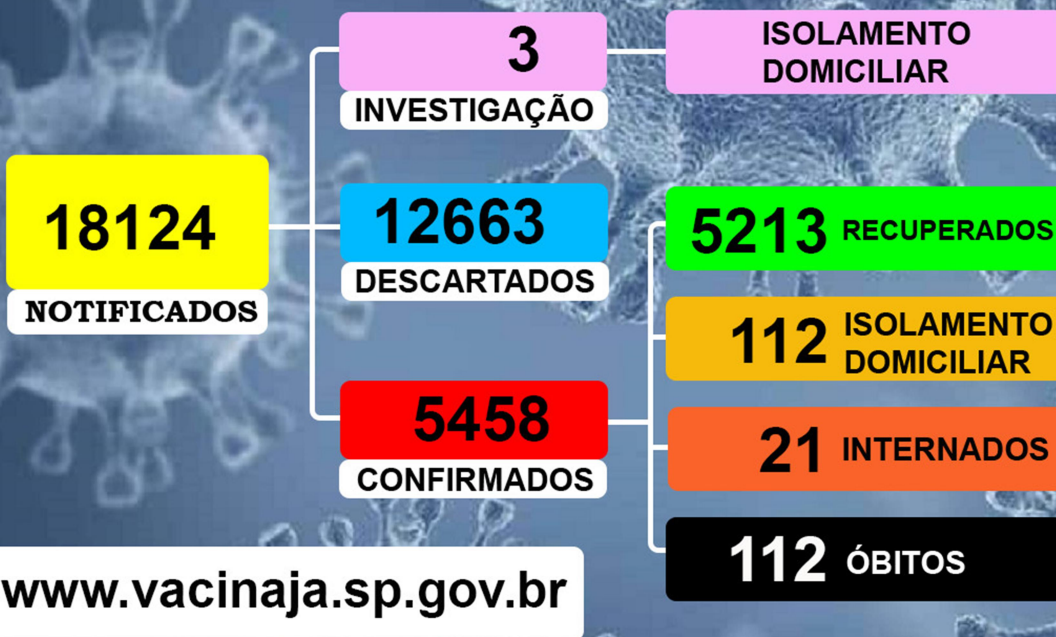 18124
NOTIFICADOS
3
INVESTIGAÇÃO
ISOLAMENTO
DOMICILIAR
12663
DESCARTADOS
5458
CONFIRMADOS
5213 RECUPERADOS
112 ISOLAMENTO
DOMICILIAR
21 INTERNADOS
112 ÓBITOS
www.vacinaja.sp.gov.br